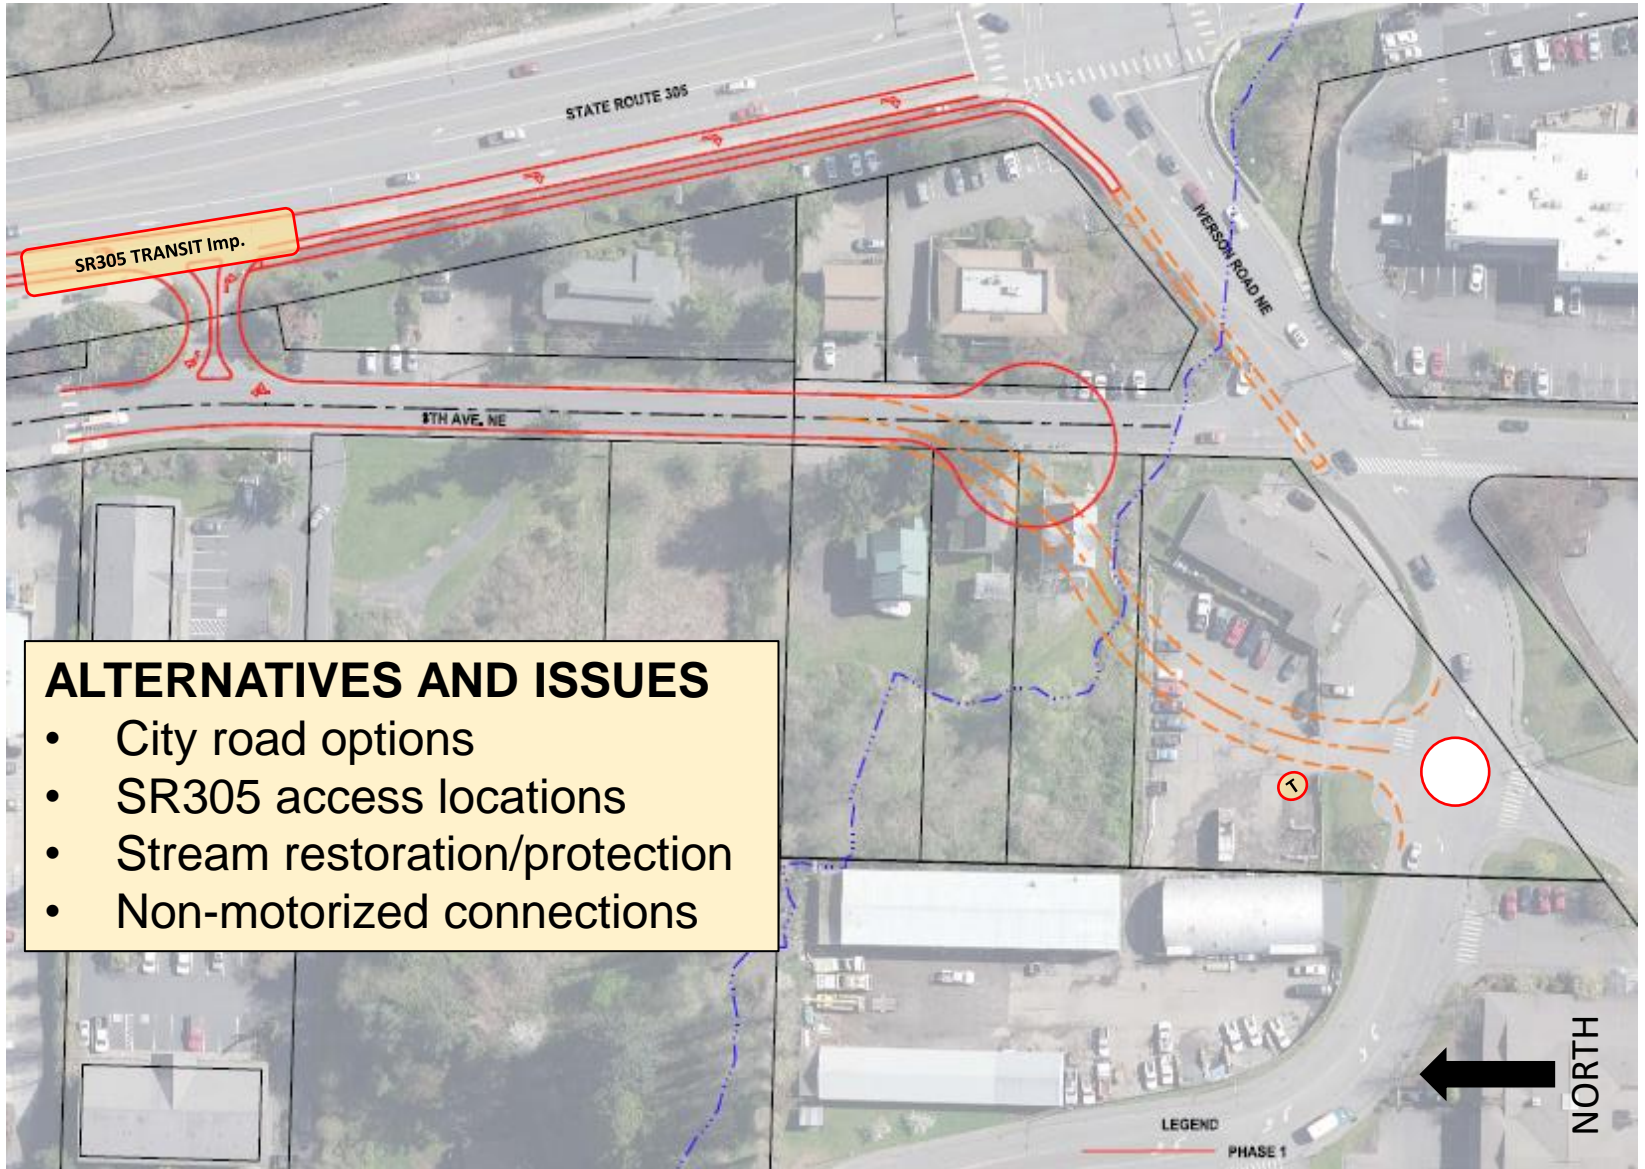 STATE ROUTE 305
SR305 TRANSIT Imp.
IVERSON ROAD NE
8TH AVE. NE
ALTERNATIVES AND ISSUES
• City road options
• SR305 access locations
• Stream restoration/protection
• Non-motorized connections
T
NORTH
LEGEND
PHASE 1